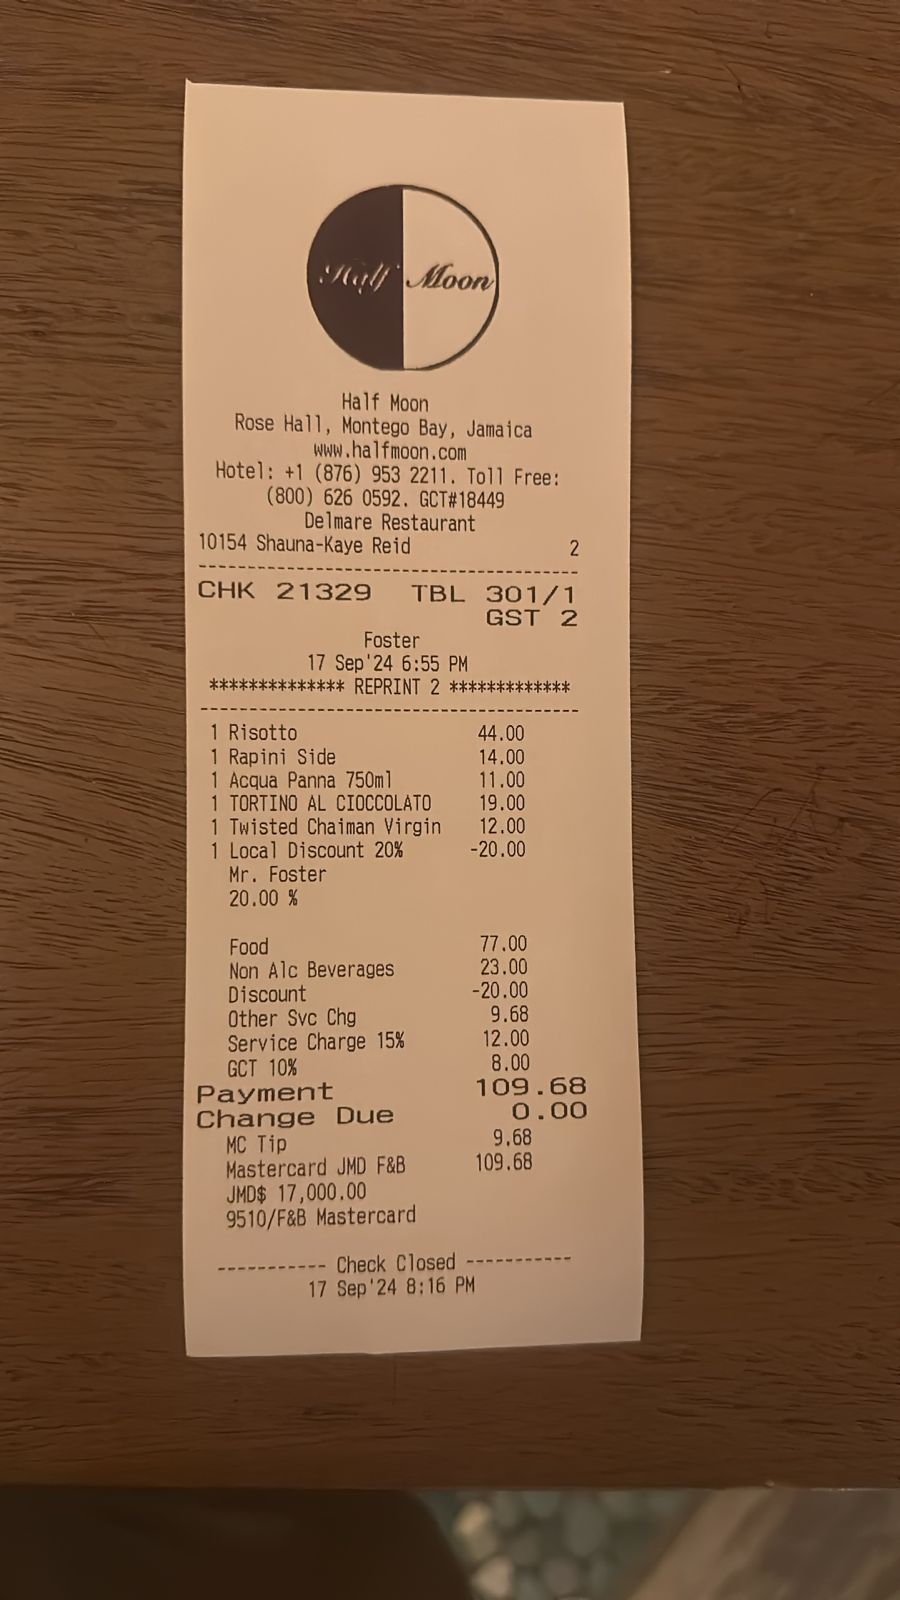 Half Moon
Half Moon
Rose Hall, Montego Bay, Jamaica
www.halfmoon.com
Hotel: +1 (876) 953 2211. Toll Free:
(800) 626 0592. GCT#18449
Delmare Restaurant
10154 Shauna-Kaye Reid 2
----------------------------------------
CHK 21329 TBL 301/1
GST 2
Foster
17 Sep'24 6:55 PM
************** REPRINT 2 *************
----------------------------------------
1 Risotto 44.00
1 Rapini Side 14.00
1 Acqua Panna 750ml 11.00
1 TORTINO AL CIOCCOLATO 19.00
1 Twisted Chaiman Virgin 12.00
1 Local Discount 20% -20.00
Mr. Foster
20.00 %
Food 77.00
Non Alc Beverages 23.00
Discount -20.00
Other Svc Chg 9.68
Service Charge 15% 12.00
GCT 10% 8.00
Payment 109.68
Change Due 0.00
MC Tip 9.68
Mastercard JMD F&B 109.68
JMD$ 17,000.00
9510/F&B Mastercard
----------- Check Closed -----------
17 Sep'24 8:16 PM